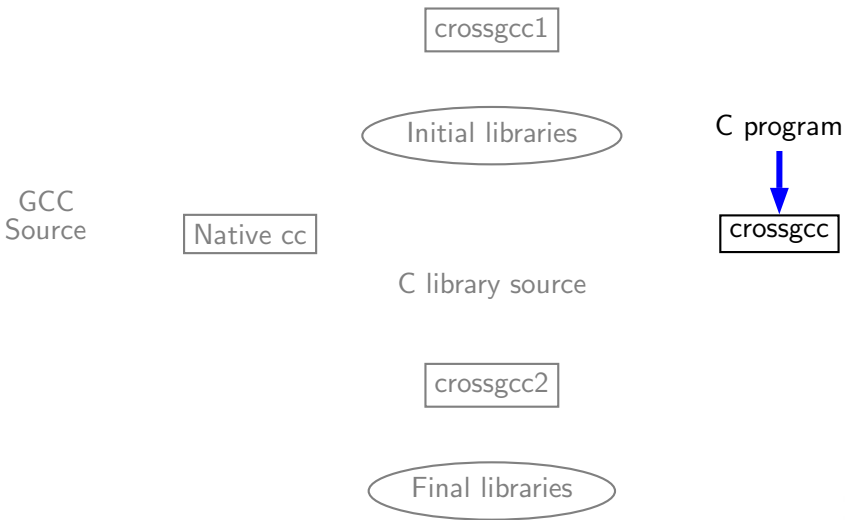 crossgcc1
Initial libraries
C program
GCC
Source
Native cc
crossgcc
C library source
crossgcc2
Final libraries